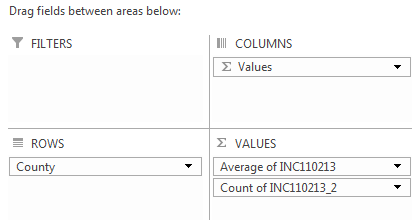 Drag fields between areas below:
FILTERS
COLUMNS
Σ Values
ROWS
County
Σ VALUES
Average of INC110213
Count of INC110213_2